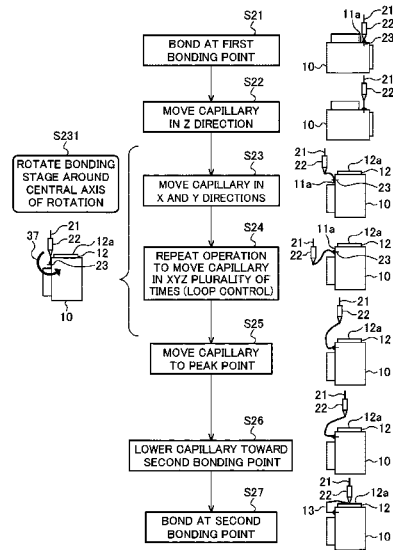 S21
BOND AT FIRST
BONDING POINT
11a
21
22
23
10
S22
MOVE CAPILLARY
IN Z DIRECTION
21
22
10
S231
ROTATE BONDING
STAGE AROUND
CENTRAL AXIS
OF ROTATION
37
21
22
12a
12
23
10
S23
MOVE CAPILLARY IN
X AND Y DIRECTIONS
21
22
12a
12
11a
23
10
S24
REPEAT OPERATION
TO MOVE CAPILLARY
IN XYZ PLURALITY OF
TIMES (LOOP CONTROL)
21
22
11a
12a
12
23
10
S25
MOVE CAPILLARY
TO PEAK POINT
21
22
12a
12
10
S26
LOWER CAPILLARY TOWARD
SECOND BONDING POINT
21
22
12a
12
10
S27
BOND AT SECOND
BONDING POINT
21
22
12a
13
12
10